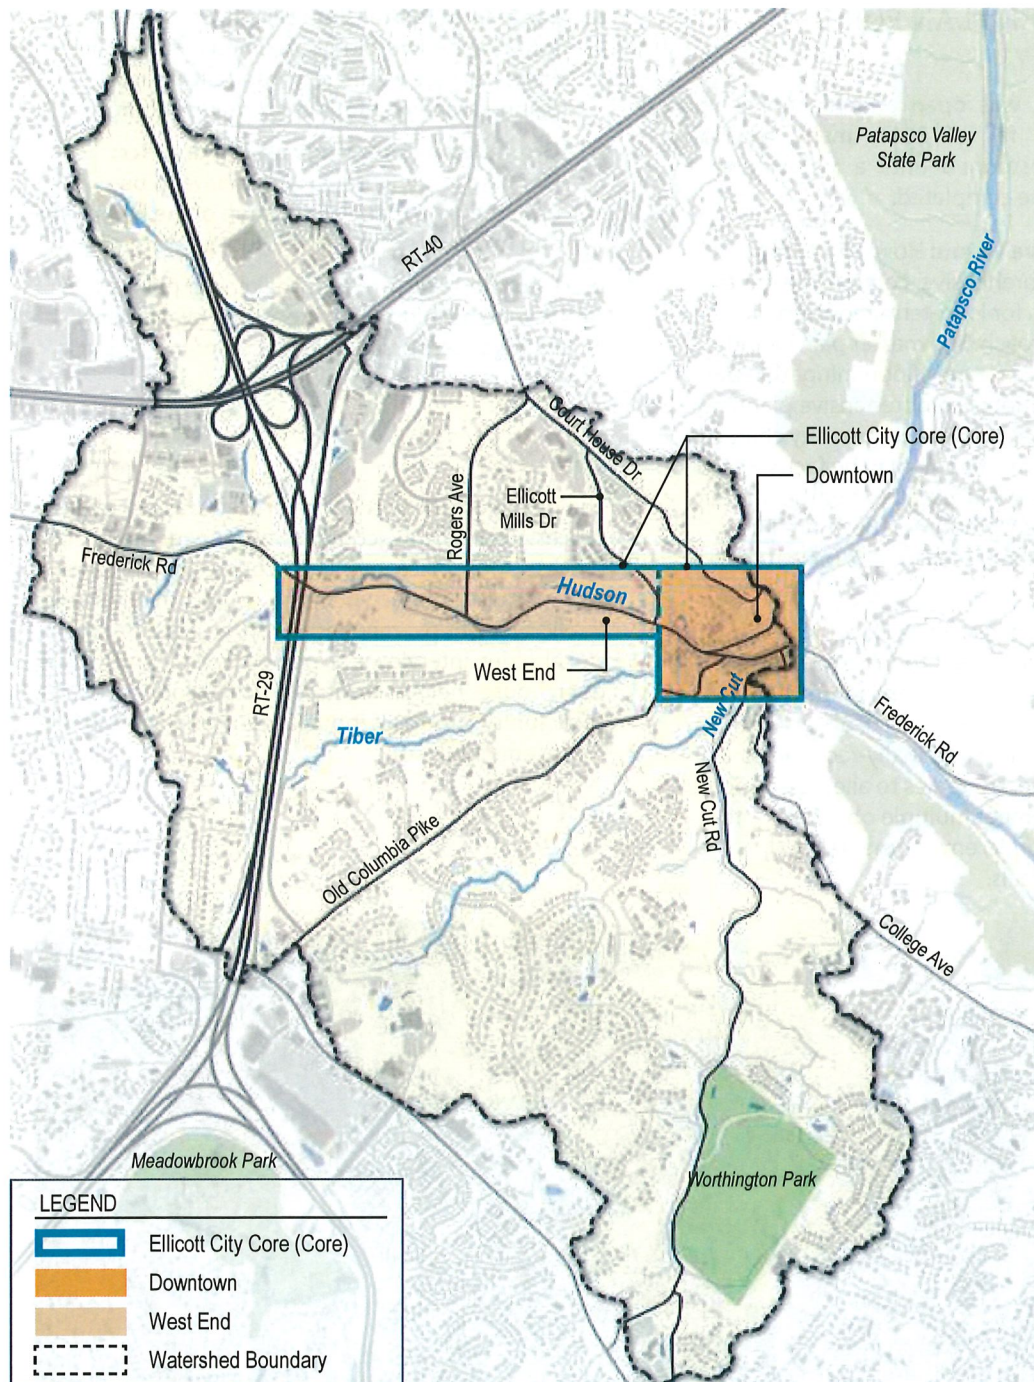 Patapsco Valley
State Park
RT-40
Patapsco River
Court House Dr
Ellicott City Core (Core)
Downtown
Rogers Ave
Ellicott
Mills Dr
Frederick Rd
Hudson
West End
RT-29
New Cut
Frederick Rd
Tiber
New Cut Rd
Old Columbia Pike
College Ave
Meadowbrook Park
Worthington Park
LEGEND
Ellicott City Core (Core)
Downtown
West End
Watershed Boundary